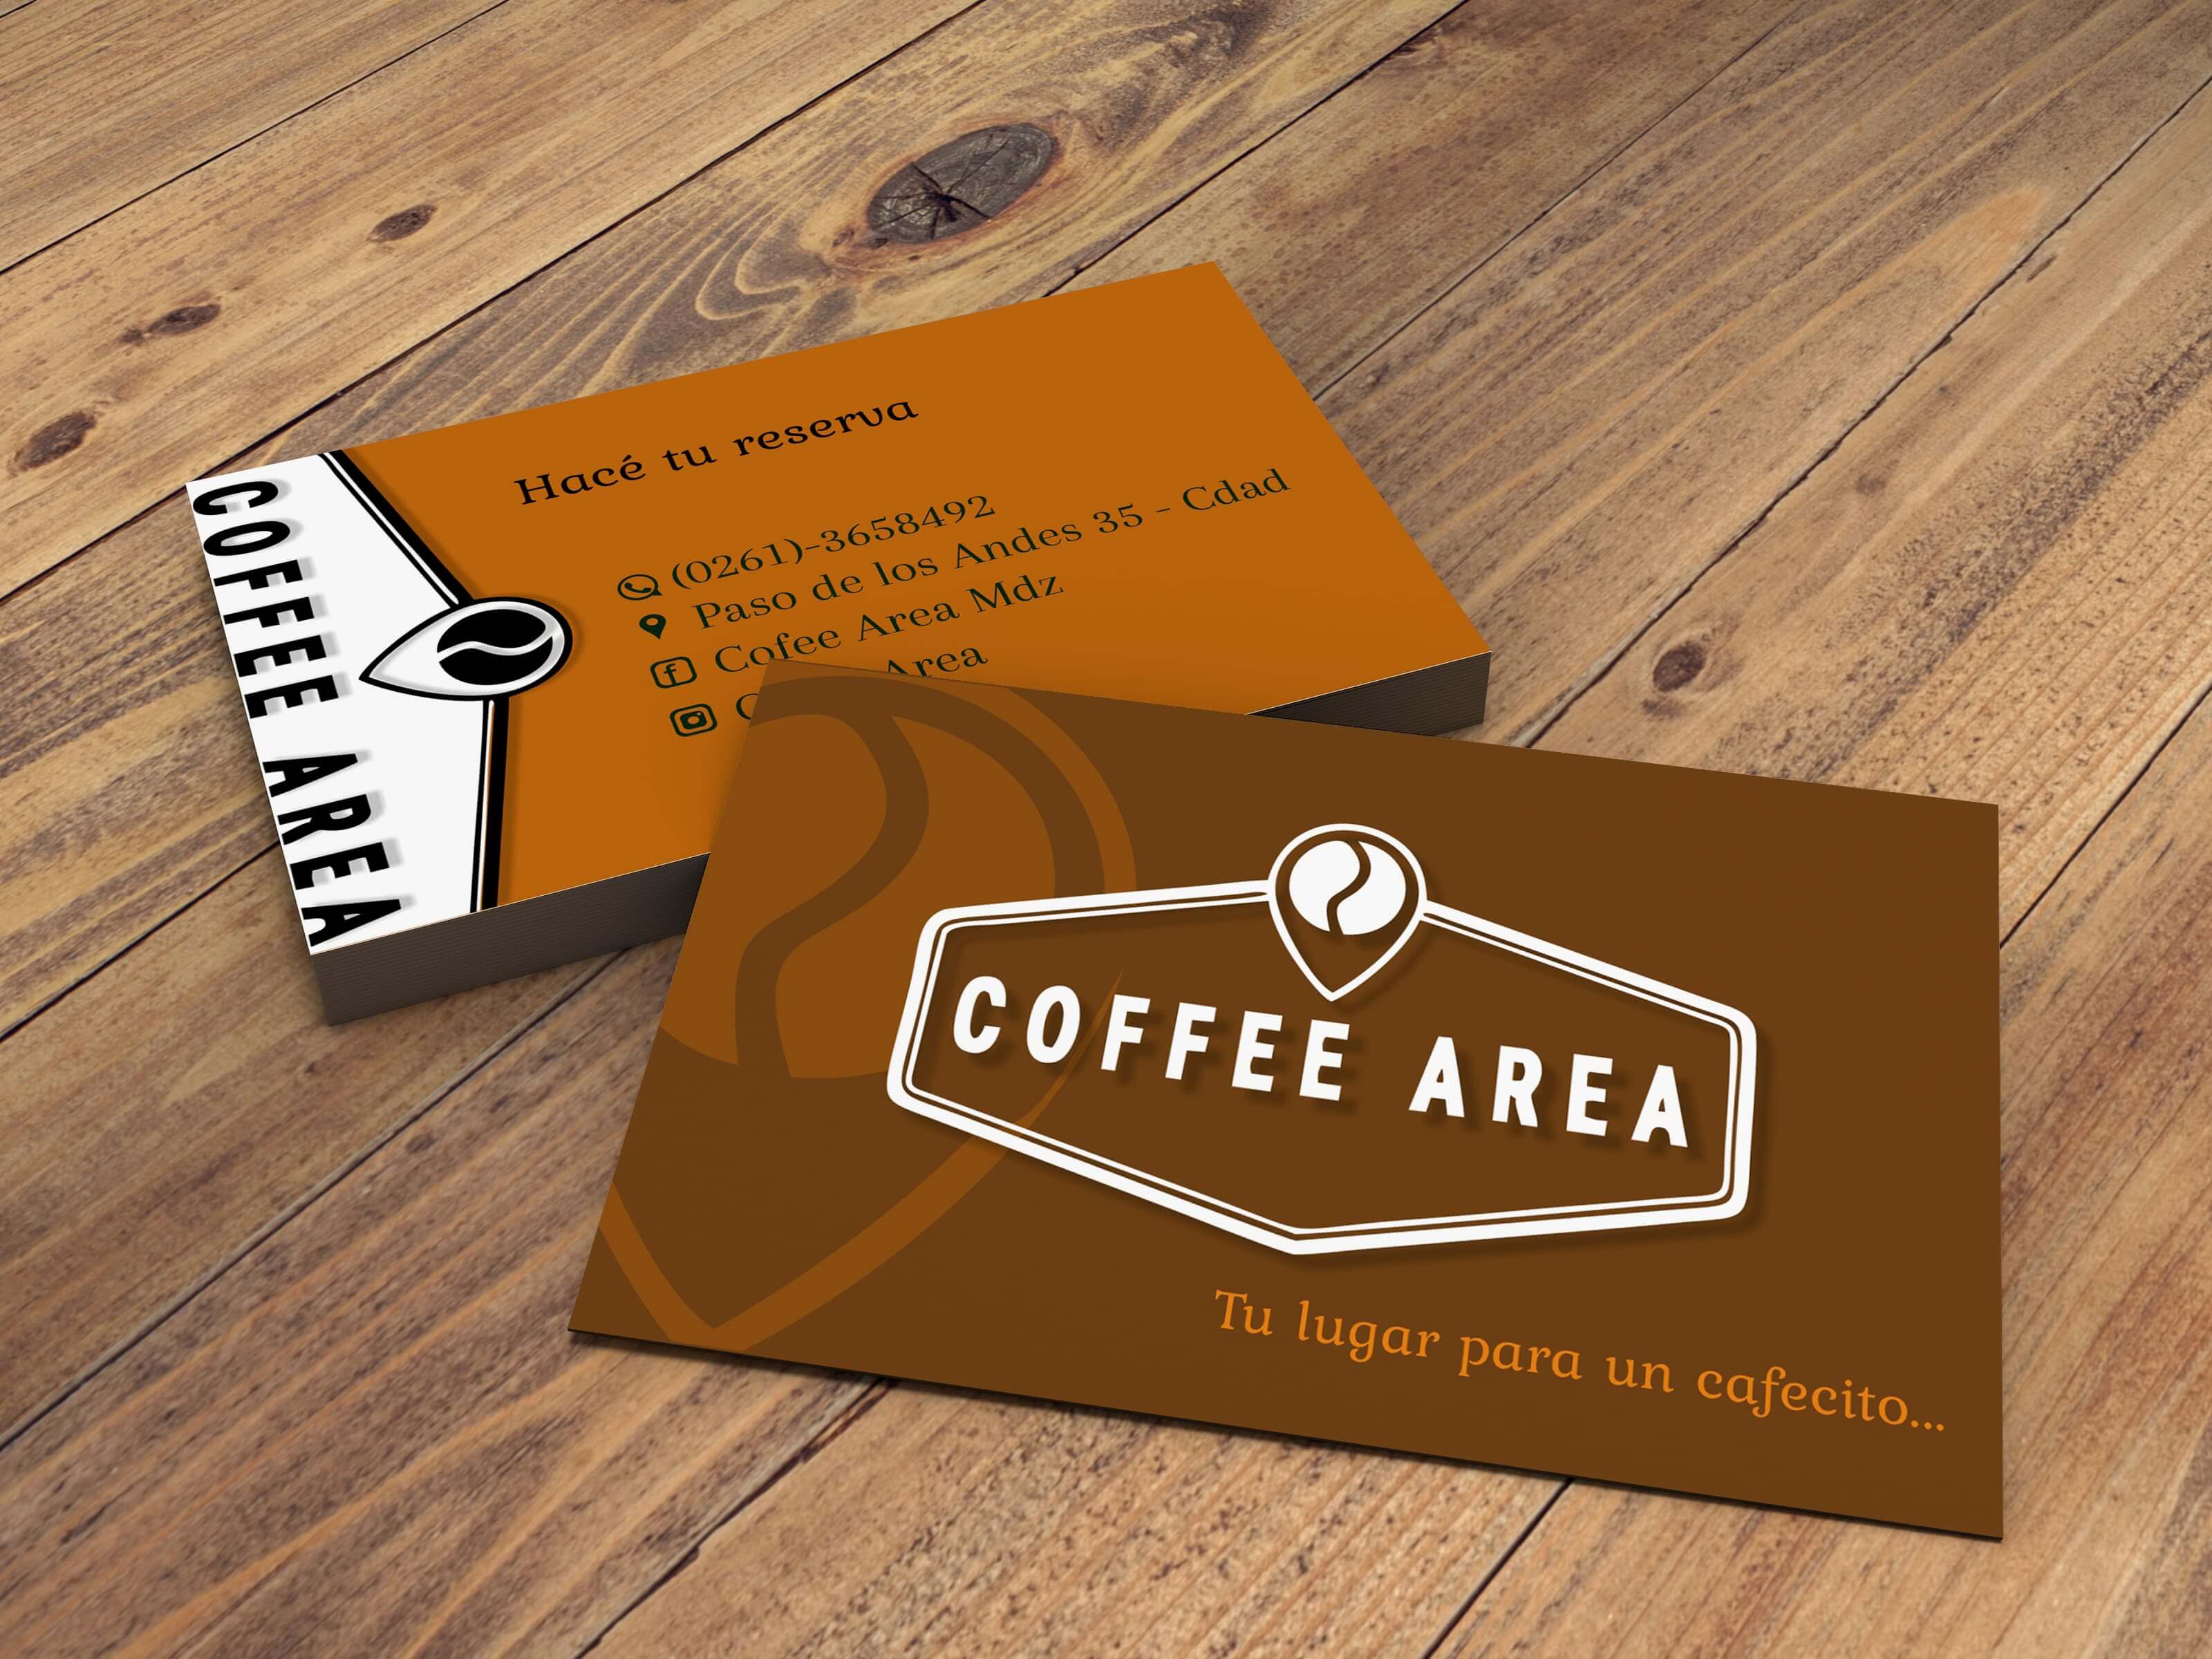 COFFEE AREA
Hacé tu reserva
(0261)-3658492
Paso de los Andes 35 - Cdad
Cofee Area Mdz
Area
COFFEE AREA
Tu lugar para un cafecito...